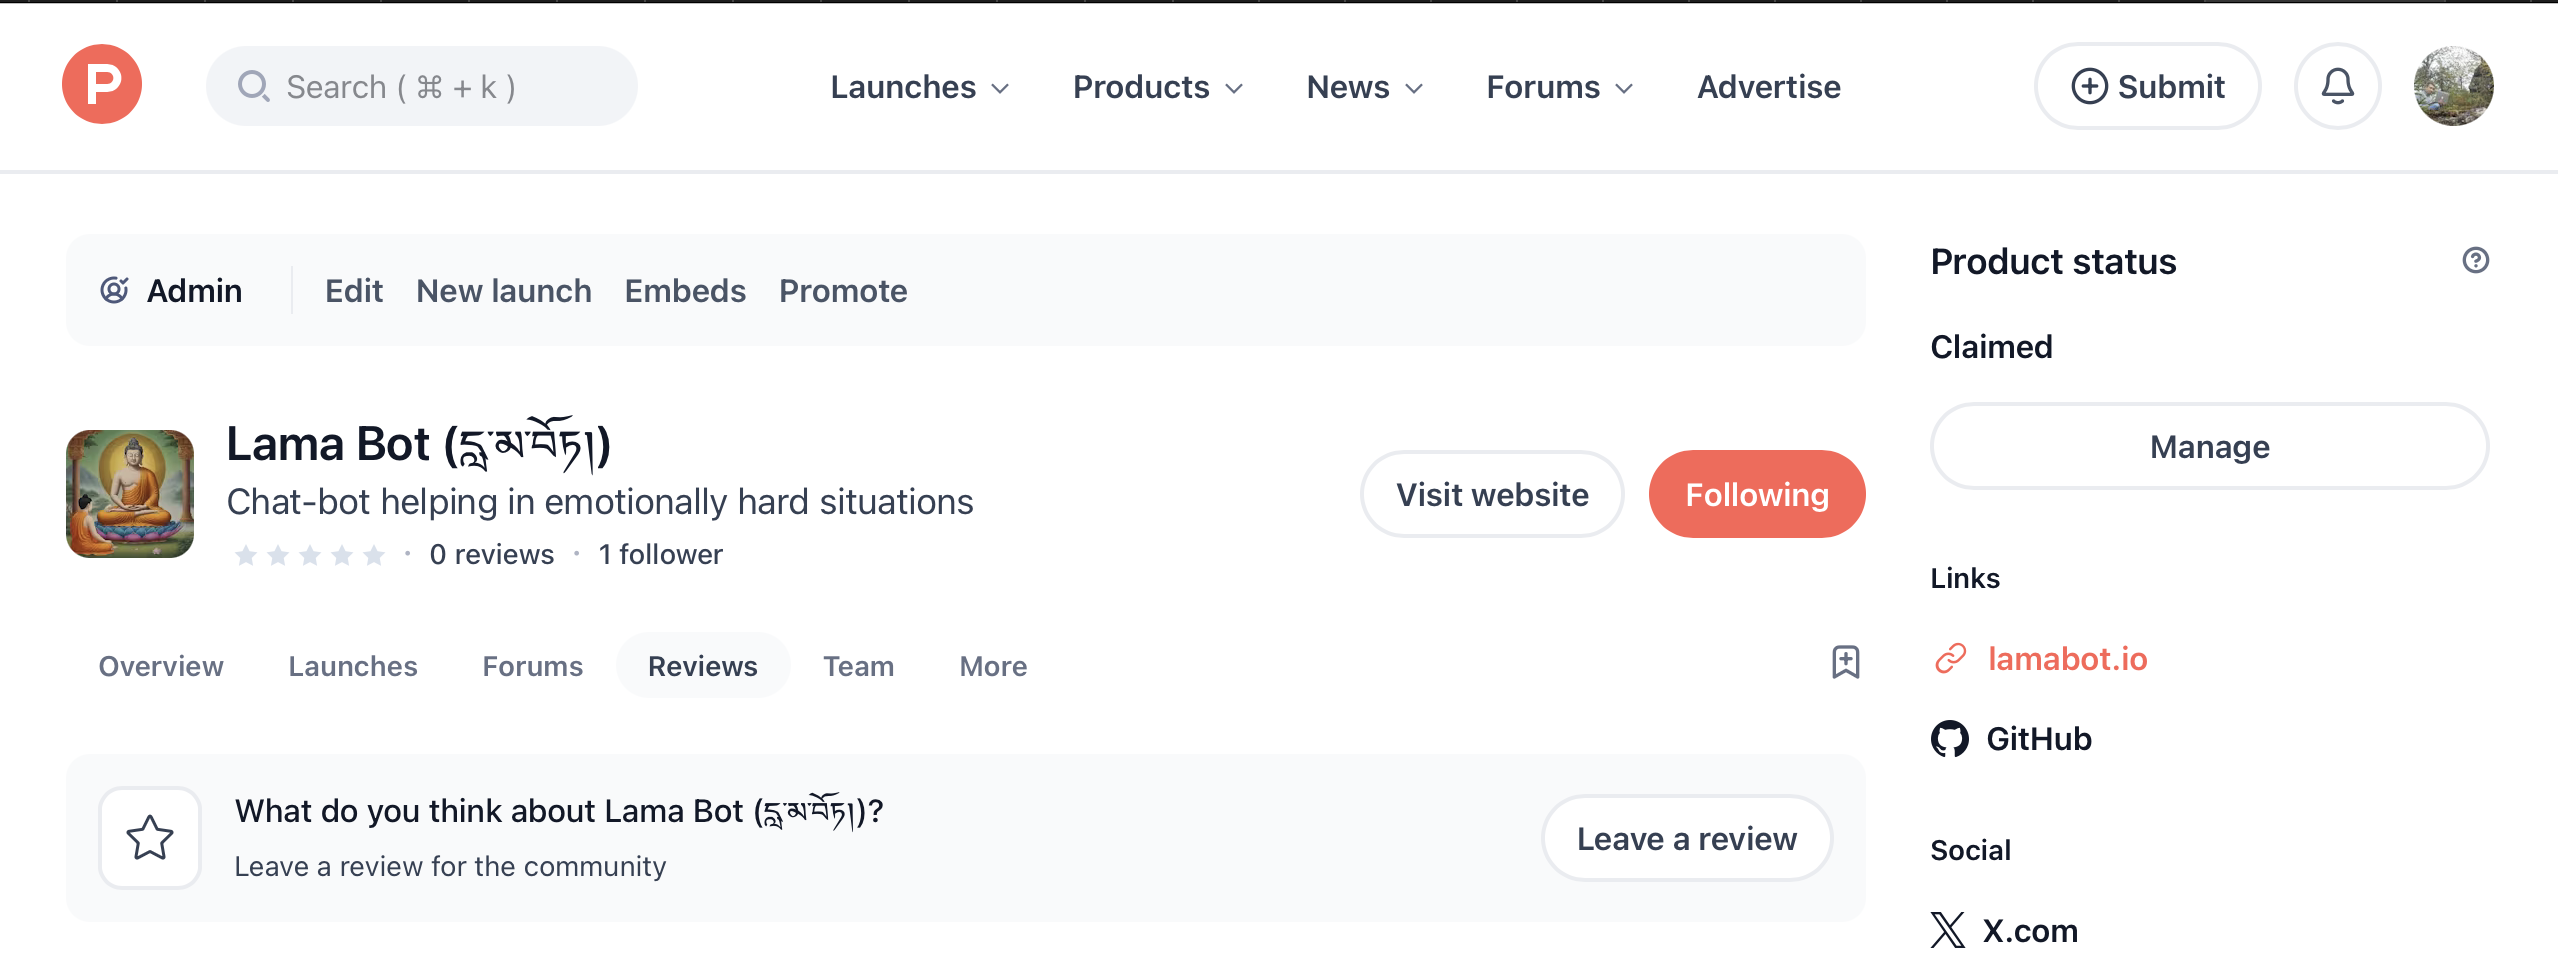 P
Search ( ⌘ + k )
Launches
Products
News
Forums
Advertise
Submit
Admin
Edit
New launch
Embeds
Promote
Lama Bot (དླ་མ་བོཏ།)
Chat-bot helping in emotionally hard situations
0 reviews · 1 follower
Visit website
Following
Overview
Launches
Forums
Reviews
Team
More
What do you think about Lama Bot (དླ་མ་བོཏ།)?
Leave a review for the community
Leave a review
Product status
Claimed
Manage
Links
lamabot.io
GitHub
Social
X.com